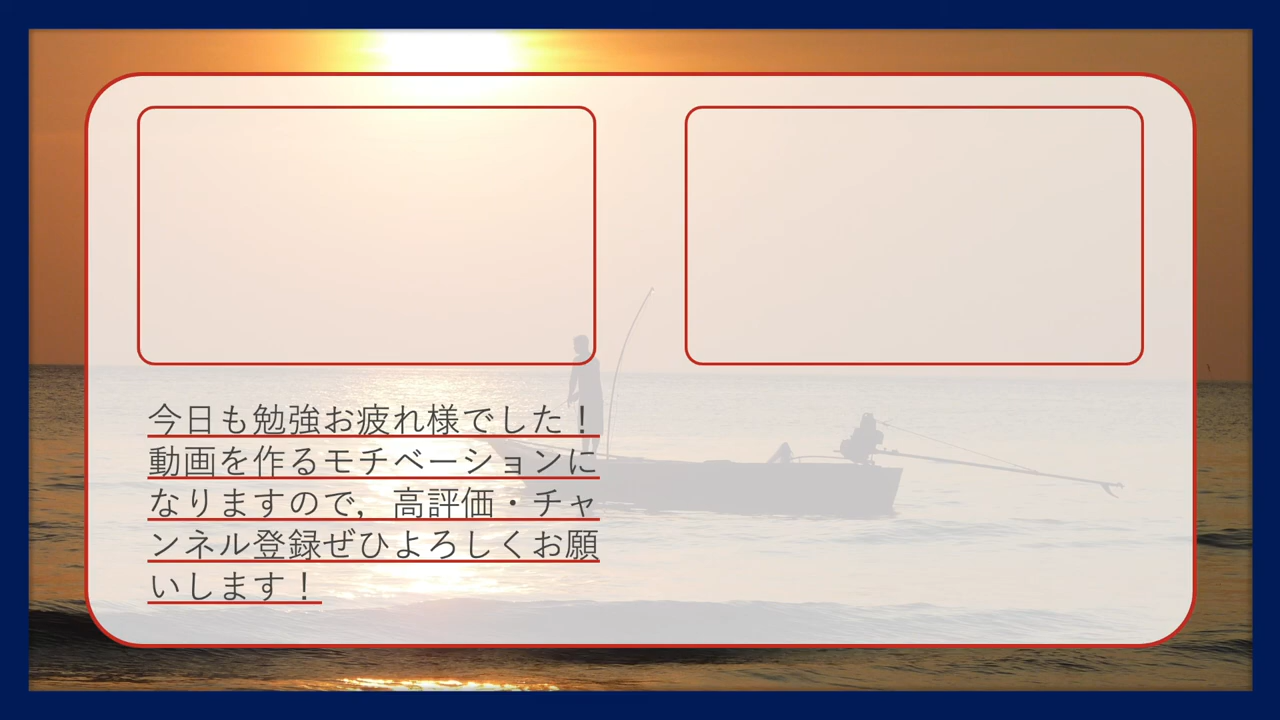 今日も勉強お疲れ様でした！
動画を作るモチベーションに
なりますので，高評価・チャ
ンネル登録ぜひよろしくお願
いします！